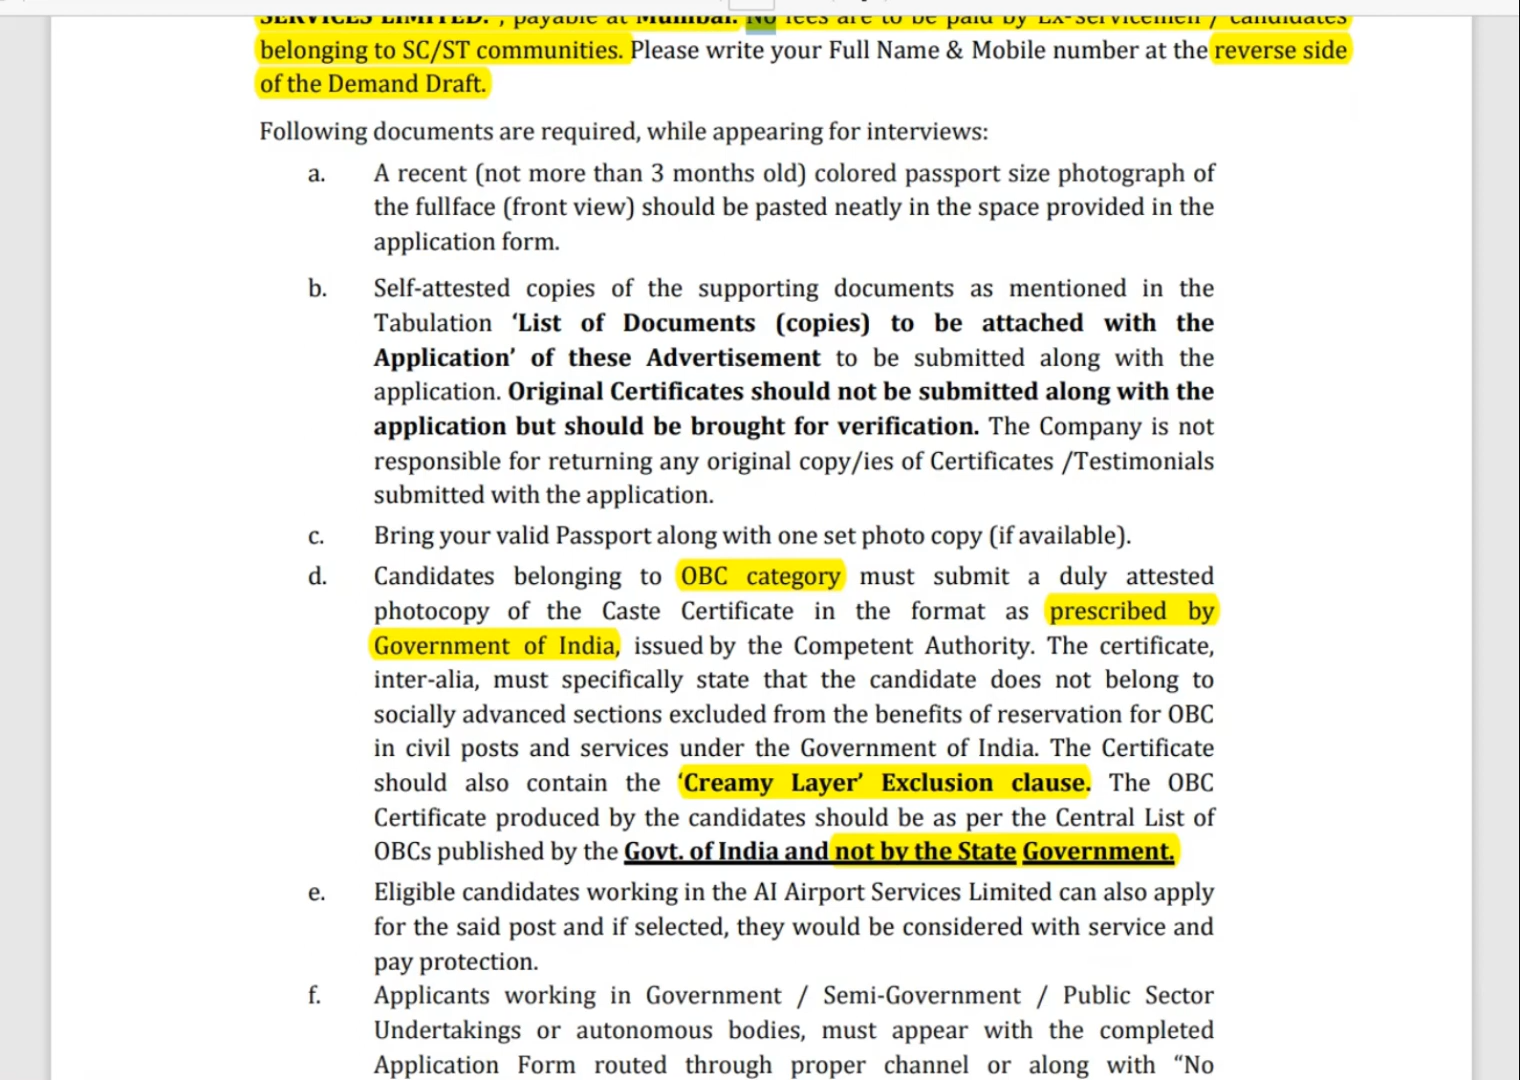 SERVICES LIMITED. , payable at Mumbai. No fees are to be paid by Ex-servicemen / candidates
belonging to SC/ST communities. Please write your Full Name & Mobile number at the reverse side
of the Demand Draft.
Following documents are required, while appearing for interviews:
a. A recent (not more than 3 months old) colored passport size photograph of
the fullface (front view) should be pasted neatly in the space provided in the
application form.
b. Self-attested copies of the supporting documents as mentioned in the
Tabulation ‘List of Documents (copies) to be attached with the
Application’ of these Advertisement to be submitted along with the
application. Original Certificates should not be submitted along with the
application but should be brought for verification. The Company is not
responsible for returning any original copy/ies of Certificates /Testimonials
submitted with the application.
c. Bring your valid Passport along with one set photo copy (if available).
d. Candidates belonging to OBC category must submit a duly attested
photocopy of the Caste Certificate in the format as prescribed by
Government of India, issued by the Competent Authority. The certificate,
inter-alia, must specifically state that the candidate does not belong to
socially advanced sections excluded from the benefits of reservation for OBC
in civil posts and services under the Government of India. The Certificate
should also contain the ‘Creamy Layer’ Exclusion clause. The OBC
Certificate produced by the candidates should be as per the Central List of
OBCs published by the Govt. of India and not by the State Government.
e. Eligible candidates working in the AI Airport Services Limited can also apply
for the said post and if selected, they would be considered with service and
pay protection.
f. Applicants working in Government / Semi-Government / Public Sector
Undertakings or autonomous bodies, must appear with the completed
Application Form routed through proper channel or along with “No